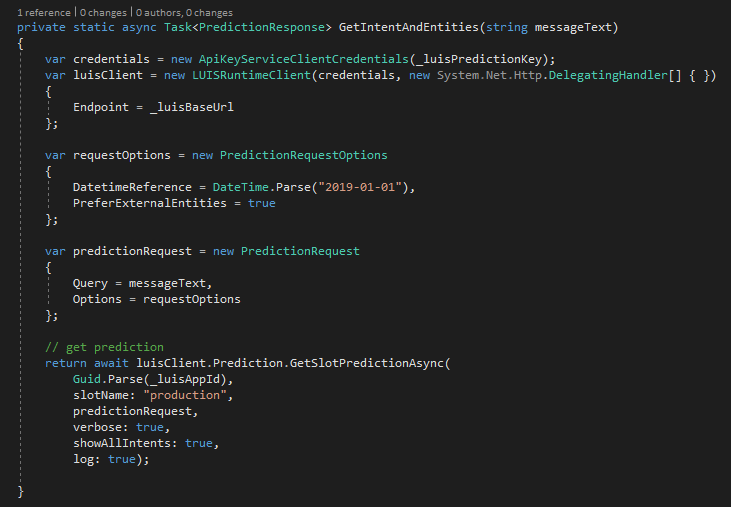 1 reference | 0 changes | 0 authors, 0 changes
private static async Task<PredictionResponse> GetIntentAndEntities(string messageText)
{
    var credentials = new ApiKeyServiceClientCredentials(_luisPredictionKey);
    var luisClient = new LUISRuntimeClient(credentials, new System.Net.Http.DelegatingHandler[] { })
    {
        Endpoint = _luisBaseUrl
    };

    var requestOptions = new PredictionRequestOptions
    {
        DatetimeReference = DateTime.Parse("2019-01-01"),
        PreferExternalEntities = true
    };

    var predictionRequest = new PredictionRequest
    {
        Query = messageText,
        Options = requestOptions
    };

    // get prediction
    return await luisClient.Prediction.GetSlotPredictionAsync(
        Guid.Parse(_luisAppId),
        slotName: "production",
        predictionRequest,
        verbose: true,
        showAllIntents: true,
        log: true);

}